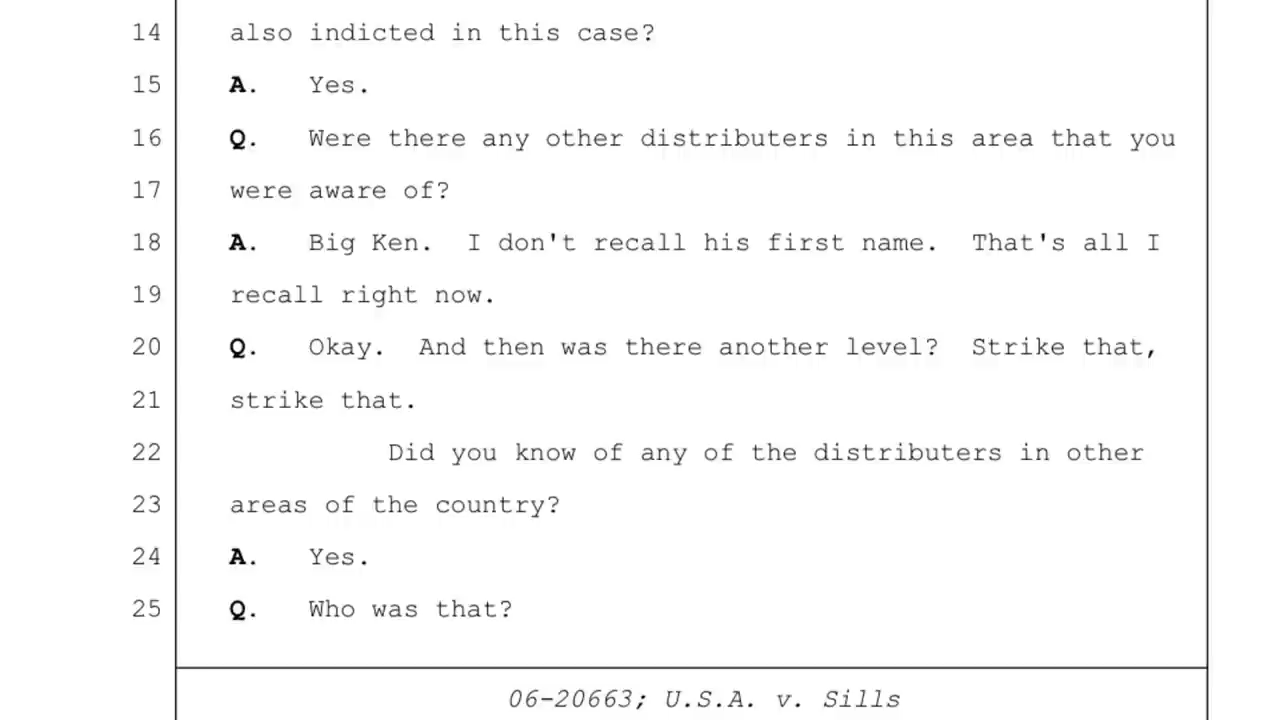 14 also indicted in this case?
15 A. Yes.
16 Q. Were there any other distributers in this area that you
17 were aware of?
18 A. Big Ken. I don't recall his first name. That's all I
19 recall right now.
20 Q. Okay. And then was there another level? Strike that,
21 strike that.
22 Did you know of any of the distributers in other
23 areas of the country?
24 A. Yes.
25 Q. Who was that?
06-20663; U.S.A. v. Sills